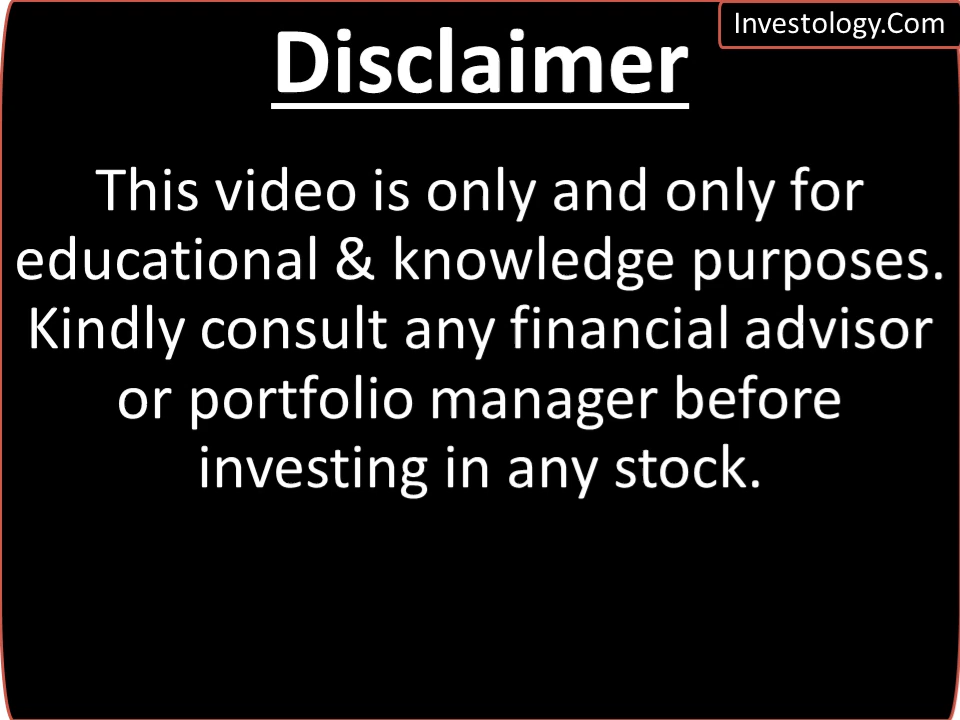 Investology.Com
Disclaimer
This video is only and only for
educational & knowledge purposes.
Kindly consult any financial advisor
or portfolio manager before
investing in any stock.